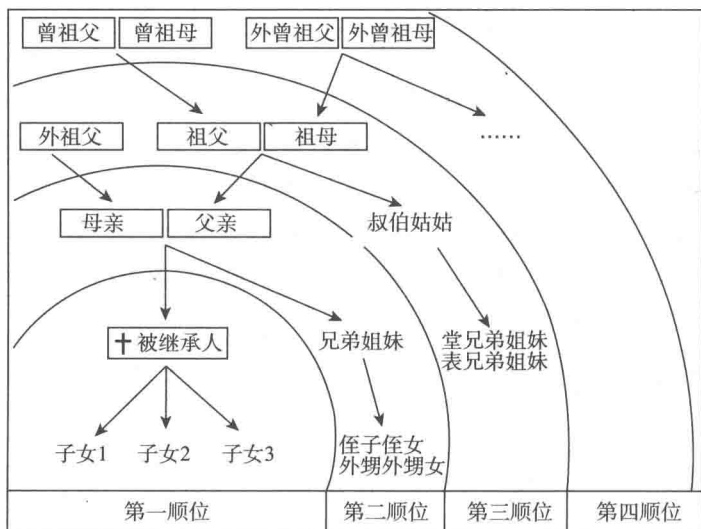 曾祖父 曾祖母 外曾祖父 外曾祖母
外祖父 祖父 祖母 ……
母亲 父亲 叔伯姑姑
✝被继承人 兄弟姐妹 堂兄弟姐妹
表兄弟姐妹
子女1 子女2 子女3 侄子侄女
外甥外甥女
第一顺位 第二顺位 第三顺位 第四顺位